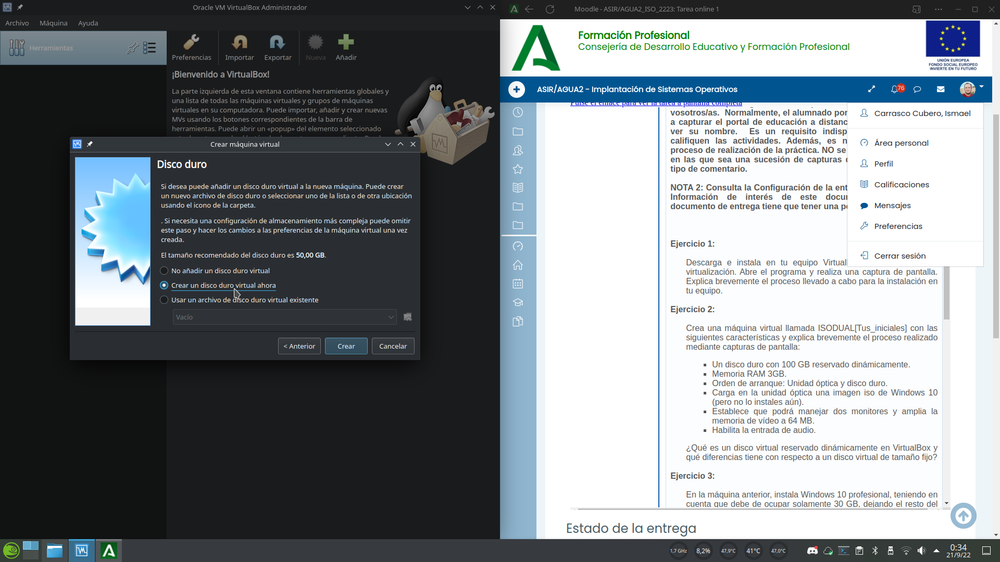 Oracle VM VirtualBox Administrador
Archivo Máquina Ayuda
Herramientas
Preferencias Importar Exportar Nueva Añadir
¡Bienvenido a VirtualBox!
La parte izquierda de esta ventana contiene herramientas globales y
una lista de todas las máquinas virtuales y grupos de máquinas
virtuales en su computadora. Puede importar, añadir y crear nuevas
MVs usando los botones correspondientes de la barra de
herramientas. Puede abrir un «popup» del elemento seleccionado
Crear máquina virtual
Disco duro
Si desea puede añadir un disco duro virtual a la nueva máquina. Puede crear
un nuevo archivo de disco duro o seleccionar uno de la lista o de otra ubicación
usando el icono de la carpeta.
. Si necesita una configuración de almacenamiento más compleja puede omitir
este paso y hacer los cambios a las preferencias de la máquina virtual una vez
creada.
El tamaño recomendado del disco duro es 50,00 GB.
No añadir un disco duro virtual
Crear un disco duro virtual ahora
Usar un archivo de disco duro virtual existente
Vacío
< Anterior Crear Cancelar
Moodle - ASIR/AGUA2_ISO_2223: Tarea online 1
Formación Profesional
Consejería de Desarrollo Educativo y Formación Profesional
UNIÓN EUROPEA
FONDO SOCIAL EUROPEO
INVIERTE EN TU FUTURO
ASIR/AGUA2 - Implantación de Sistemas Operativos
76
Pulse el enlace para ver la tarea a pantalla completa
vosotros/as. Normalmente, el alumnado por
a capturar el portal de educación a distanc
ver su nombre. Es un requisito indisp
califiquen las actividades. Además, es n
proceso de realización de la práctica. NO se
en las que sea una sucesión de capturas
tipo de comentario.
NOTA 2: Consulta la Configuración de la ent
Información de interés de este docu
documento de entrega tiene que tener una p
Carrasco Cubero, Ismael
Área personal
Perfil
Calificaciones
Mensajes
Preferencias
Cerrar sesión
Ejercicio 1:
Descarga e instala en tu equipo Virtual
virtualización. Abre el programa y realiza una captura de pantalla.
Explica brevemente el proceso llevado a cabo para la instalación en
tu equipo.
Ejercicio 2:
Crea una máquina virtual llamada ISODUAL[Tus_iniciales] con las
siguientes características y explica brevemente el proceso realizado
mediante capturas de pantalla:
Un disco duro con 100 GB reservado dinámicamente.
Memoria RAM 3GB.
Orden de arranque: Unidad óptica y disco duro.
Carga en la unidad óptica una imagen iso de Windows 10
(pero no lo instales aún).
Establece que podrá manejar dos monitores y amplia la
memoria de vídeo a 64 MB.
Habilita la entrada de audio.
¿Qué es un disco virtual reservado dinámicamente en VirtualBox y
qué diferencias tiene con respecto a un disco virtual de tamaño fijo?
Ejercicio 3:
En la máquina anterior, instala Windows 10 profesional, teniendo en
cuenta que debe de ocupar solamente 30 GB, dejando el resto del
Estado de la entrega
1,7 GHz 8,2% 47,9°C 41°C 47,0°C
0:34
21/9/22